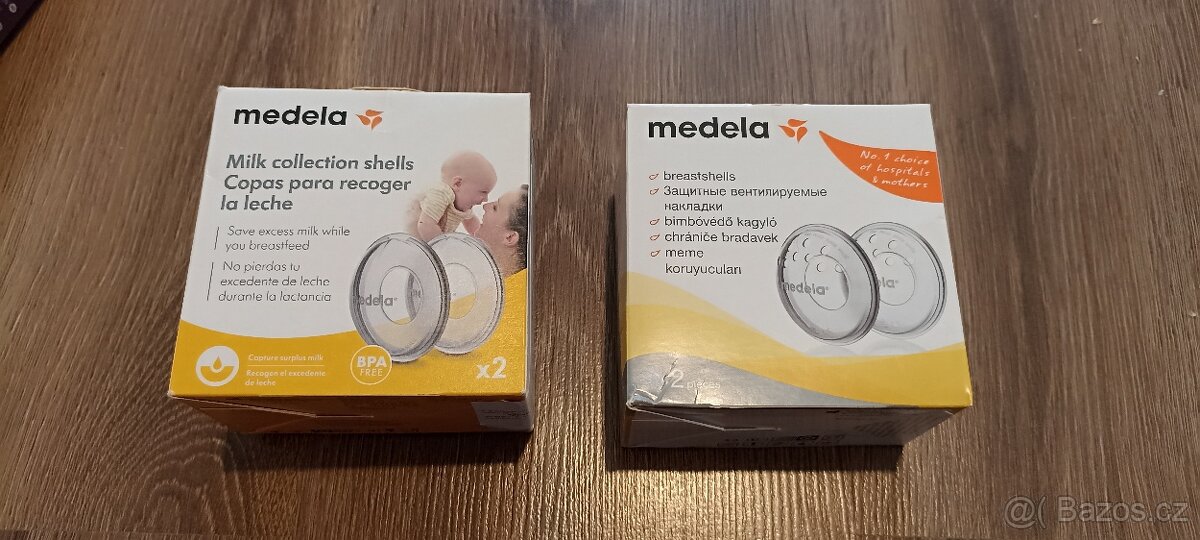 medela
Milk collection shells
Copas para recoger
la leche
Save excess milk while
you breastfeed
No pierdas tu
excedente de leche
durante la lactancia
edela
Capture surplus milk
Recogen el excedente
de leche
BPA
FREE
x2
medela
No. 1 choice
of hospitals
& mothers
breastshells
Защитные вентилируемые
накладки
bimbóvédő kagyló
chrániče bradavek
meme
koruyucuları
medela
2 pieces
@( Bazos.cz